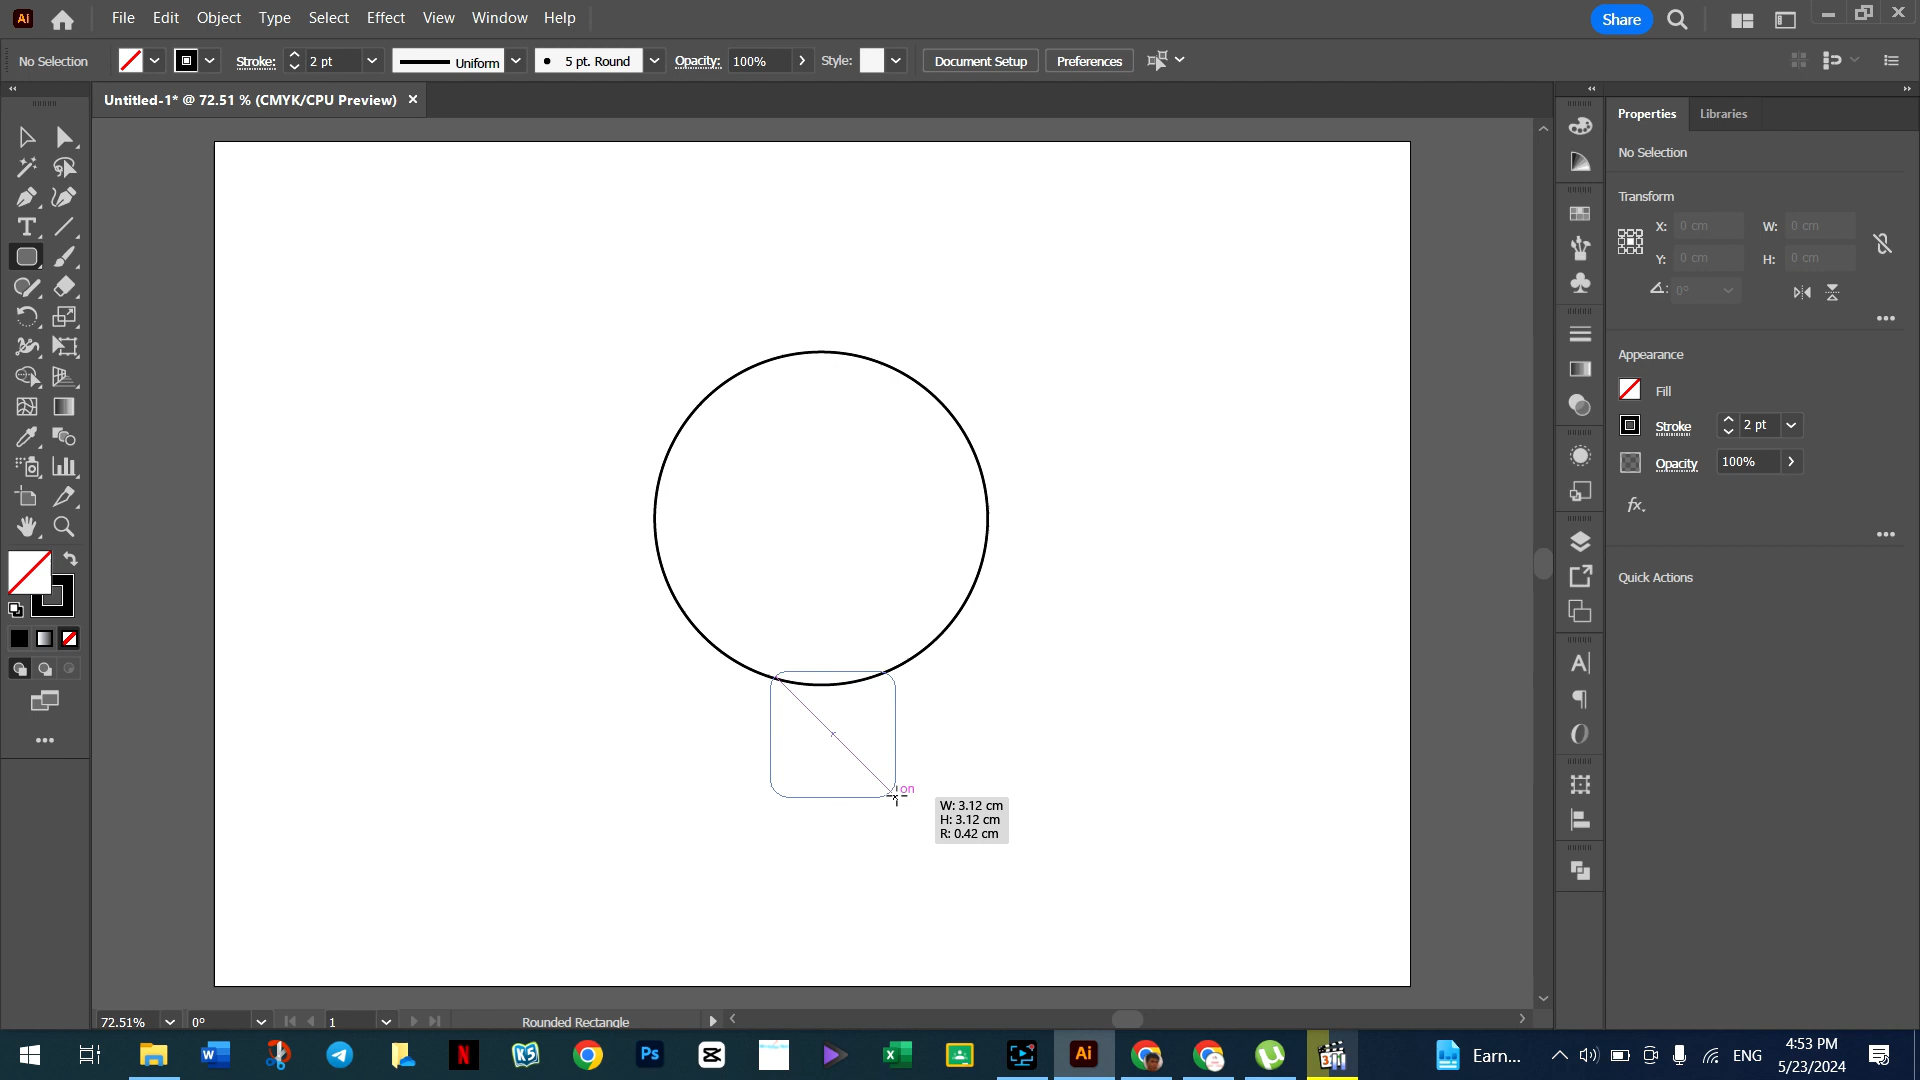 Ai File Edit Object Type Select Effect View Window Help Share
No Selection Stroke: 2 pt Uniform 5 pt. Round Opacity: 100% Style: Document Setup Preferences
Untitled-1* @ 72.51 % (CMYK/CPU Preview)
Properties Libraries
No Selection
Transform
X: 0 cm W: 0 cm
Y: 0 cm H: 0 cm
0°
Appearance
Fill
Stroke 2 pt
Opacity 100%
fx
Quick Actions
on
W: 3.12 cm
H: 3.12 cm
R: 0.42 cm
72.51% 0° 1 Rounded Rectangle
Earn... ENG 4:53 PM
5/23/2024
W N K5 Ps Ai